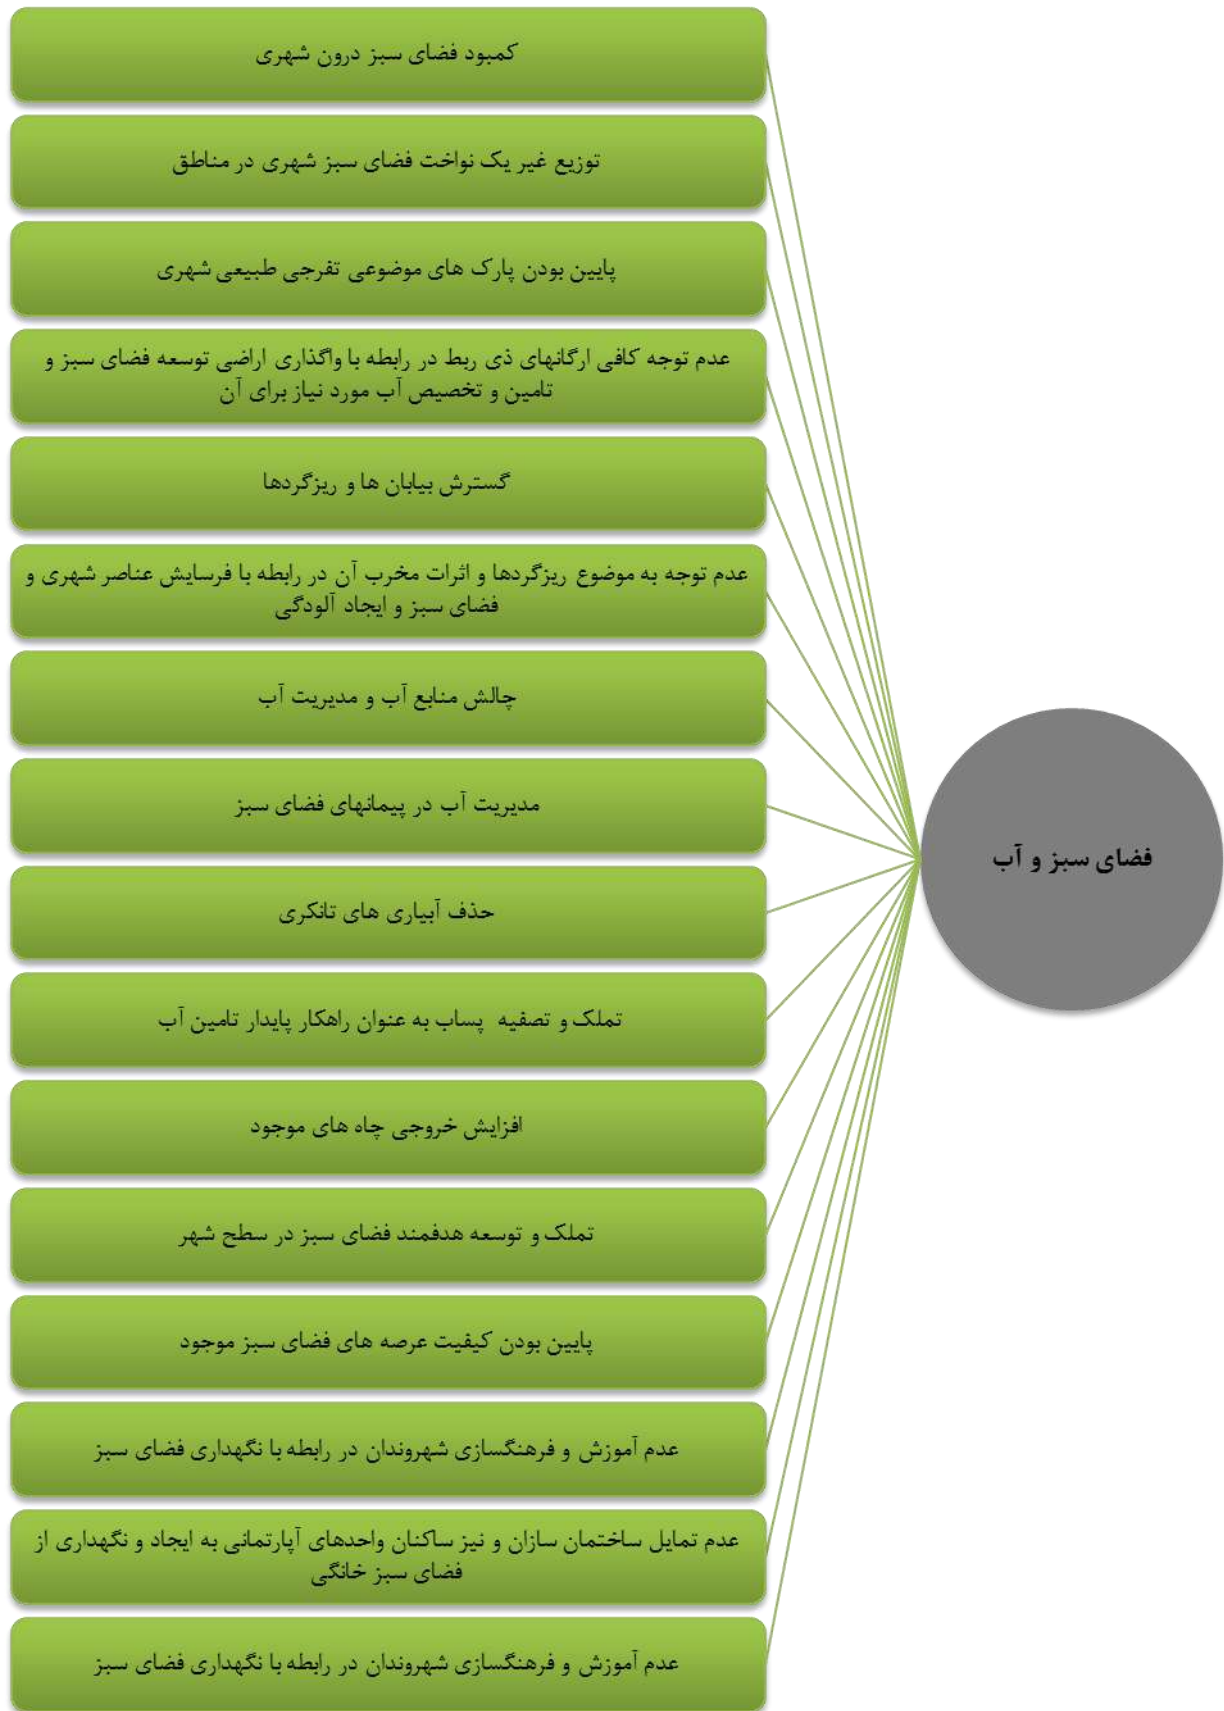 کمبود فضای سبز درون شهری
توزیع غیر یک نواخت فضای سبز شهری در مناطق
پایین بودن پارک های موضوعی تفرجی طبیعی شهری
عدم توجه کافی ارگانهای ذی ربط در رابطه با واگذاری اراضی توسعه فضای سبز و
تامین و تخصیص آب مورد نیاز برای آن
گسترش بیابان ها و ریزگردها
عدم توجه به موضوع ریزگردها و اثرات مخرب آن در رابطه با فرسایش عناصر شهری و
فضای سبز و ایجاد آلودگی
چالش منابع آب و مدیریت آب
مدیریت آب در پیمانهای فضای سبز
فضای سبز و آب
حذف آبیاری های تانکری
تملک و تصفیه پساب به عنوان راهکار پایدار تامین آب
افزایش خروجی چاه های موجود
تملک و توسعه هدفمند فضای سبز در سطح شهر
پایین بودن کیفیت عرصه های فضای سبز موجود
عدم آموزش و فرهنگسازی شهروندان در رابطه با نگهداری فضای سبز
عدم تمایل ساختمان سازان و نیز ساکنان واحدهای آپارتمانی به ایجاد و نگهداری از
فضای سبز خانگی
عدم آموزش و فرهنگسازی شهروندان در رابطه با نگهداری فضای سبز